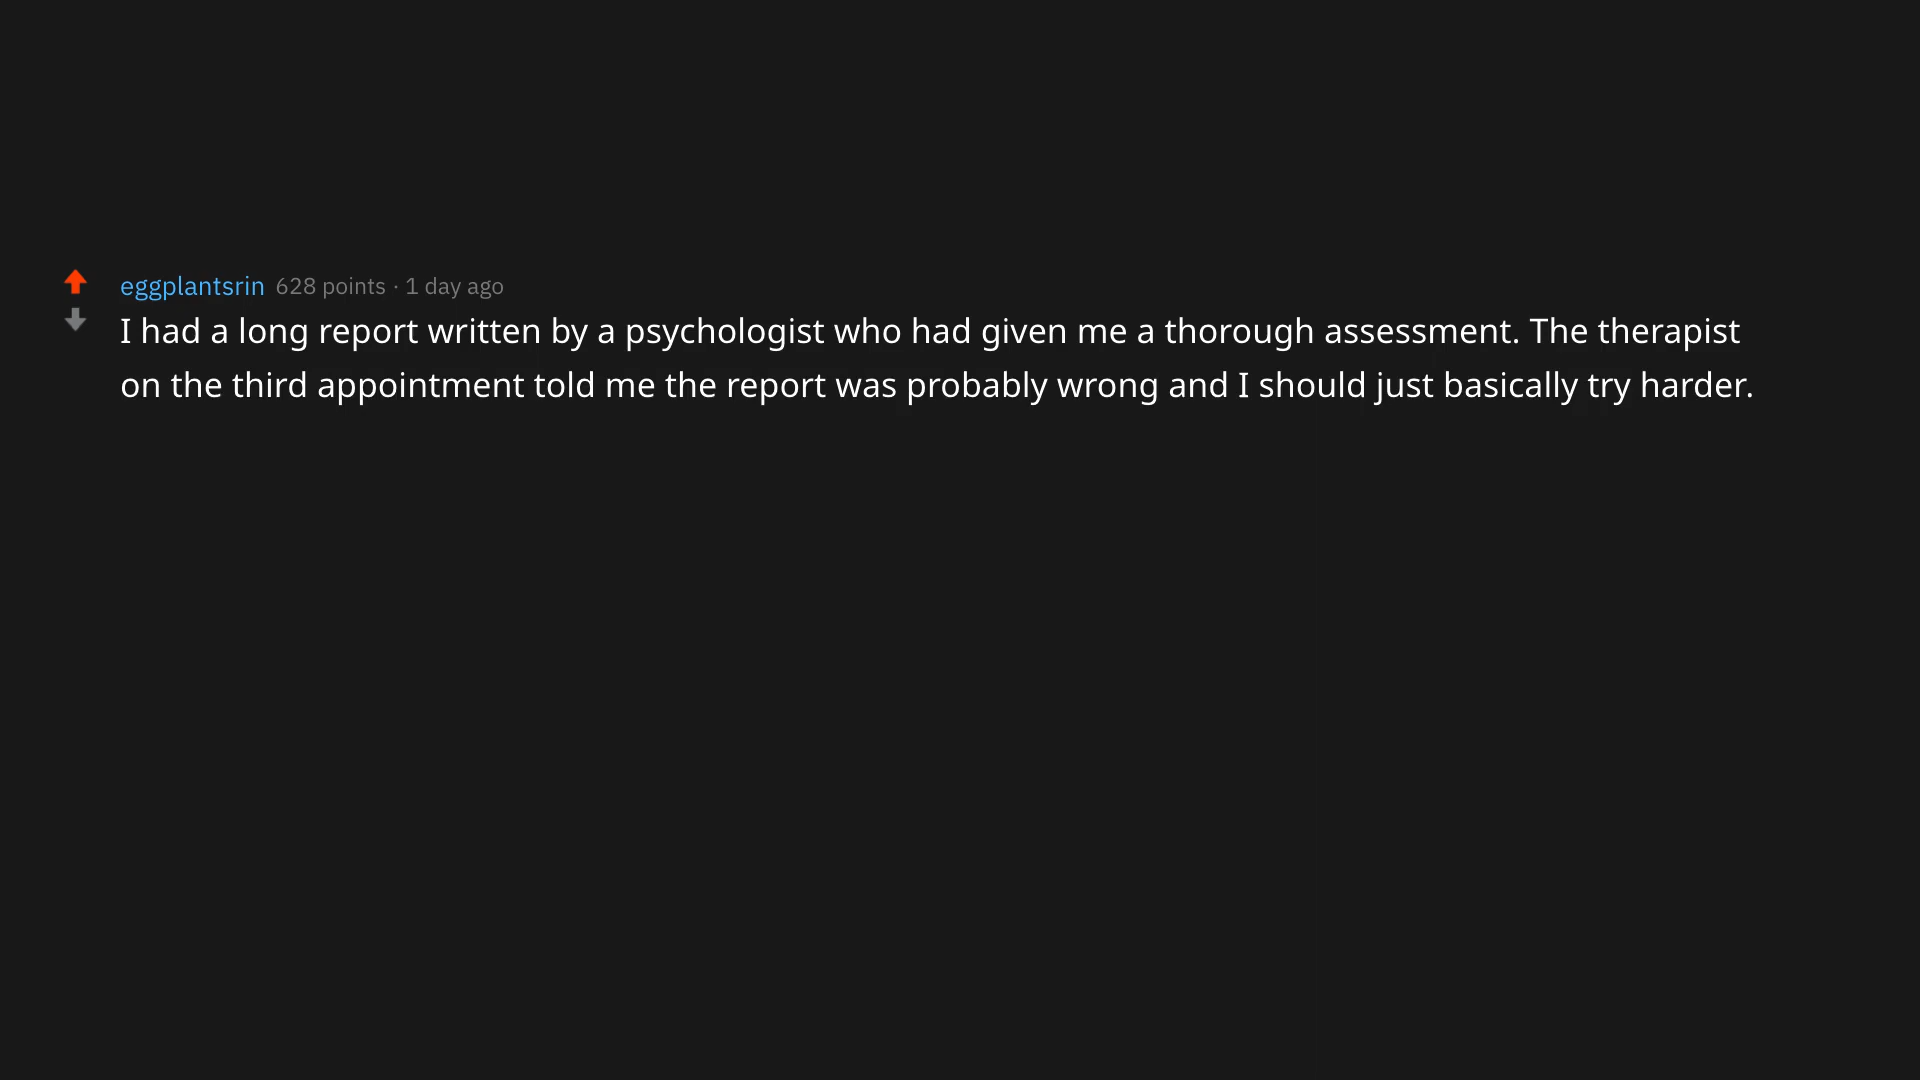 eggplantsrin 628 points · 1 day ago
I had a long report written by a psychologist who had given me a thorough assessment. The therapist
on the third appointment told me the report was probably wrong and I should just basically try harder.